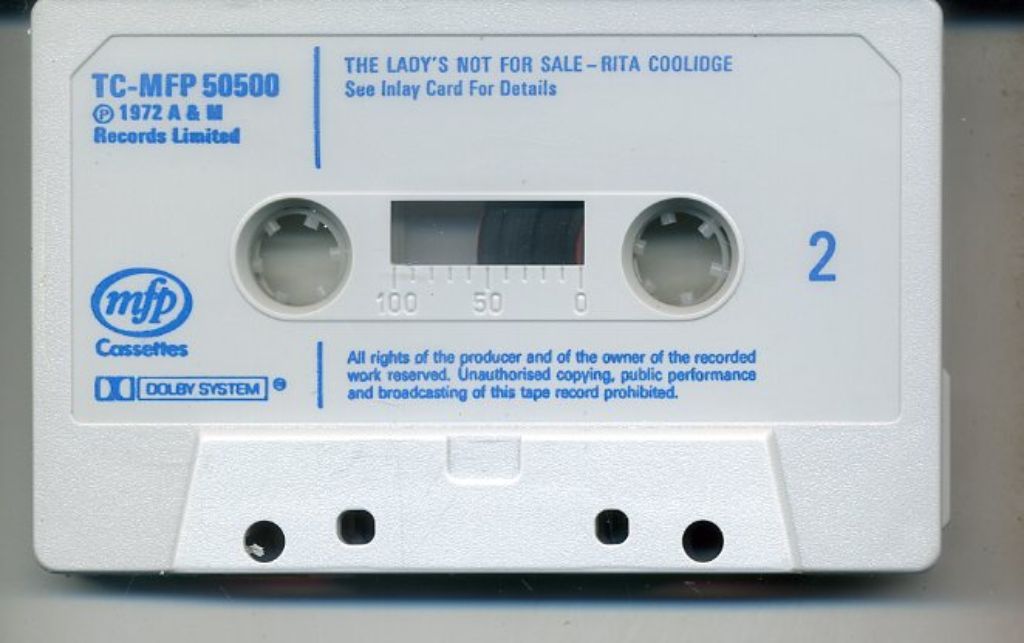 TC-MFP 50500
Ⓟ 1972 A & M
Records Limited
THE LADY'S NOT FOR SALE – RITA COOLIDGE
See Inlay Card For Details
2
100 50 0
mfp
Cassettes
DOLBY SYSTEM
All rights of the producer and of the owner of the recorded
work reserved. Unauthorised copying, public performance
and broadcasting of this tape record prohibited.